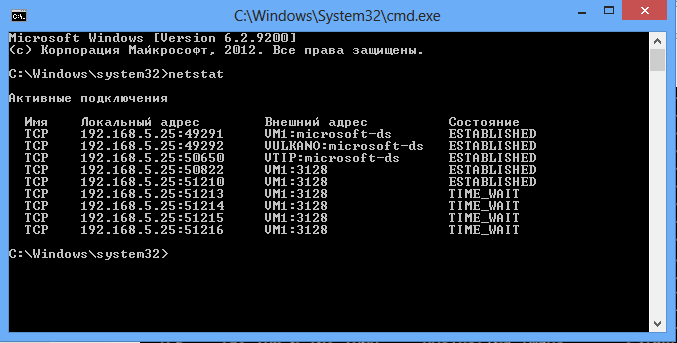 C:\Windows\System32\cmd.exe
Microsoft Windows [Version 6.2.9200]
(c) Корпорация Майкрософт, 2012. Все права защищены.
C:\Windows\system32>netstat
Активные подключения
Имя Локальный адрес Внешний адрес Состояние
TCP 192.168.5.25:49291 VM1:microsoft-ds ESTABLISHED
TCP 192.168.5.25:49292 VULKANO:microsoft-ds ESTABLISHED
TCP 192.168.5.25:50650 VTIP:microsoft-ds ESTABLISHED
TCP 192.168.5.25:50822 VM1:3128 ESTABLISHED
TCP 192.168.5.25:51210 VM1:3128 ESTABLISHED
TCP 192.168.5.25:51213 VM1:3128 TIME_WAIT
TCP 192.168.5.25:51214 VM1:3128 TIME_WAIT
TCP 192.168.5.25:51215 VM1:3128 TIME_WAIT
TCP 192.168.5.25:51216 VM1:3128 TIME_WAIT
C:\Windows\system32>